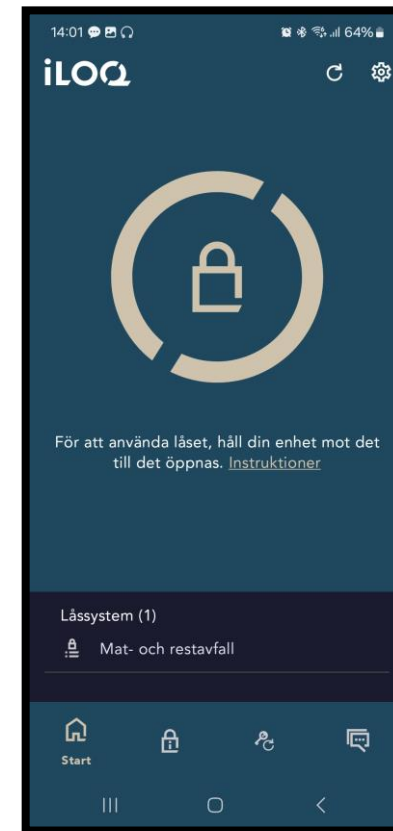 14:01 64%
iLOQ
För att använda låset, håll din enhet mot det
till det öppnas. Instruktioner
Låssystem (1)
Mat- och restavfall
Start